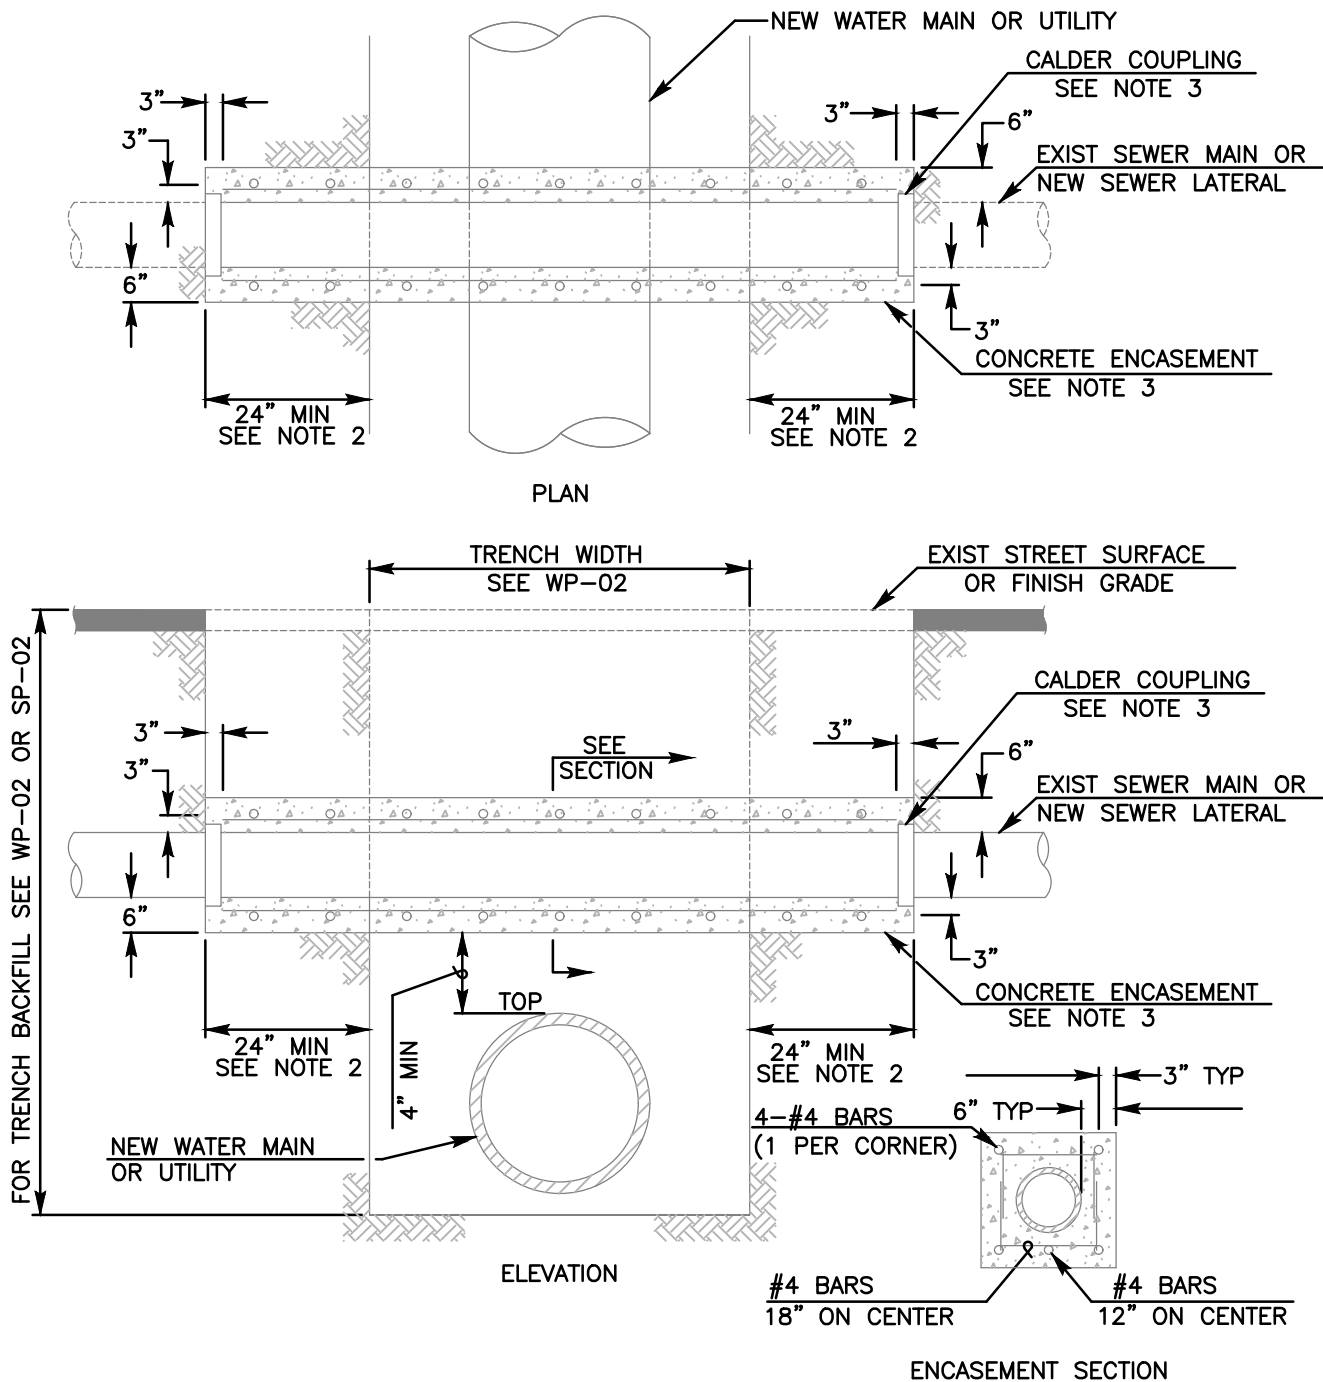 NEW WATER MAIN OR UTILITY
CALDER COUPLING
SEE NOTE 3
3”
3”
3”
6”
EXIST SEWER MAIN OR
NEW SEWER LATERAL
6”
3”
CONCRETE ENCASEMENT
SEE NOTE 3
24” MIN
SEE NOTE 2
24” MIN
SEE NOTE 2
PLAN
TRENCH WIDTH
SEE WP-02
EXIST STREET SURFACE
OR FINISH GRADE
FOR TRENCH BACKFILL SEE WP-02 OR SP-02
CALDER COUPLING
SEE NOTE 3
3”
3”
3”
6”
SEE
SECTION
EXIST SEWER MAIN OR
NEW SEWER LATERAL
6”
3”
TOP
CONCRETE ENCASEMENT
SEE NOTE 3
24” MIN
SEE NOTE 2
4” MIN
24” MIN
SEE NOTE 2
3” TYP
6” TYP
4-#4 BARS
(1 PER CORNER)
NEW WATER MAIN
OR UTILITY
ELEVATION
#4 BARS
18” ON CENTER
#4 BARS
12” ON CENTER
ENCASEMENT SECTION